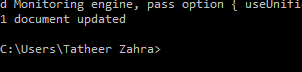 d Monitoring engine, pass option { useUnifi
1 document updated
C:\Users\Tatheer Zahra>